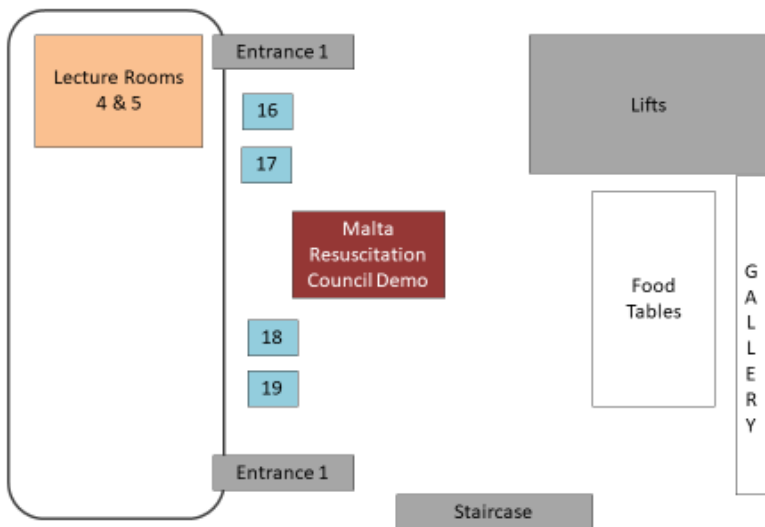 Lecture Rooms
4 & 5
Entrance 1
16
17
Lifts
Malta
Resuscitation
Council Demo
Food
Tables
G
A
L
L
E
R
Y
18
19
Entrance 1
Staircase